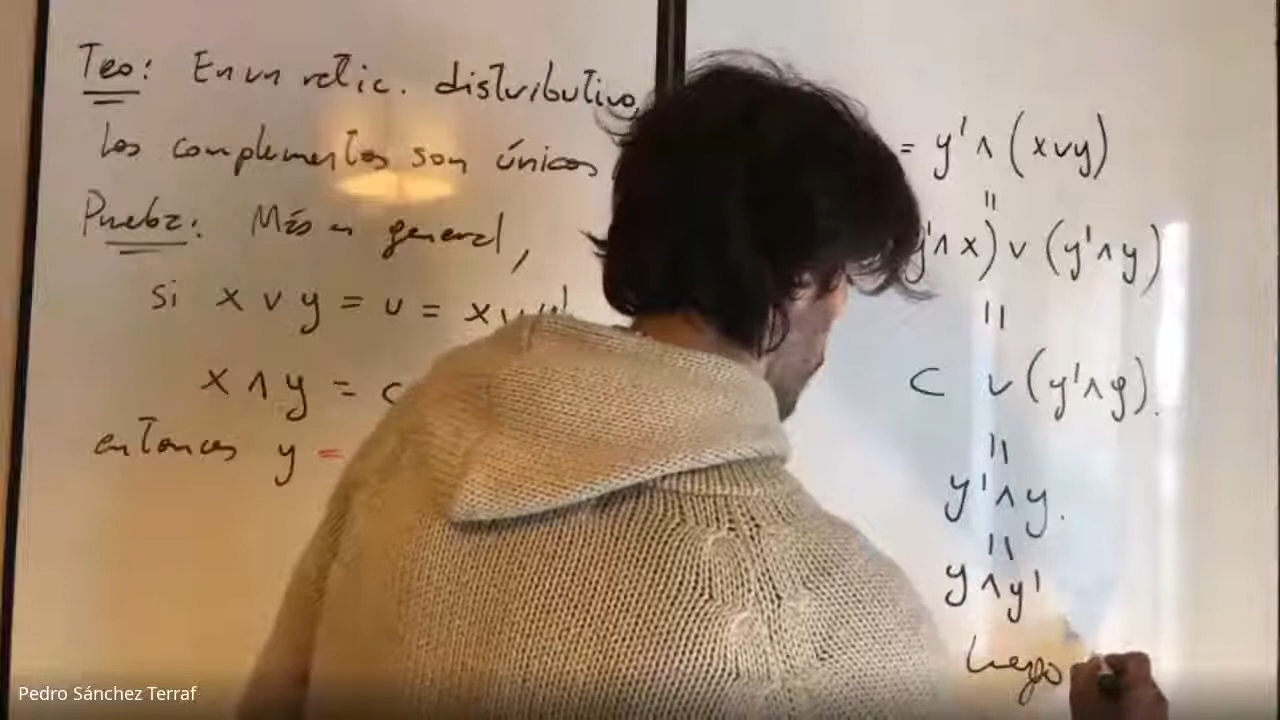 Teo: En un retic. distributivo,
los complementos son únicos
Prueba: Más en general,
si x ∨ y = u = x ∨ y'
x ∧ y = c
entonces y =
= y' ∧ (x ∨ y)
=
y' ∧ x) ∨ (y' ∧ y)
=
c ∨ (y' ∧ y).
=
y' ∧ y.
=
y ∧ y'
Luego
Pedro Sánchez Terraf